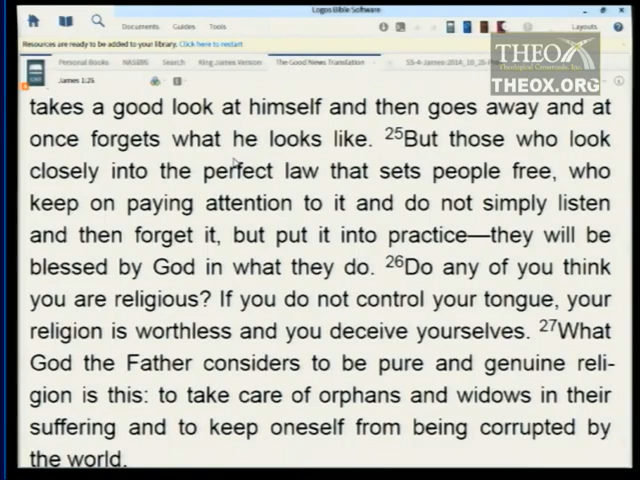 Logos Bible Software
Documents Guides Tools Layouts
Resources are ready to be added to your library. Click here to restart
Personal Books NASB95 Search King James Version The Good News Translation
James 1:26
THEOX
THEOX.ORG
takes a good look at himself and then goes away and at
once forgets what he looks like. 25But those who look
closely into the perfect law that sets people free, who
keep on paying attention to it and do not simply listen
and then forget it, but put it into practice—they will be
blessed by God in what they do. 26Do any of you think
you are religious? If you do not control your tongue, your
religion is worthless and you deceive yourselves. 27What
God the Father considers to be pure and genuine reli-
gion is this: to take care of orphans and widows in their
suffering and to keep oneself from being corrupted by
the world.